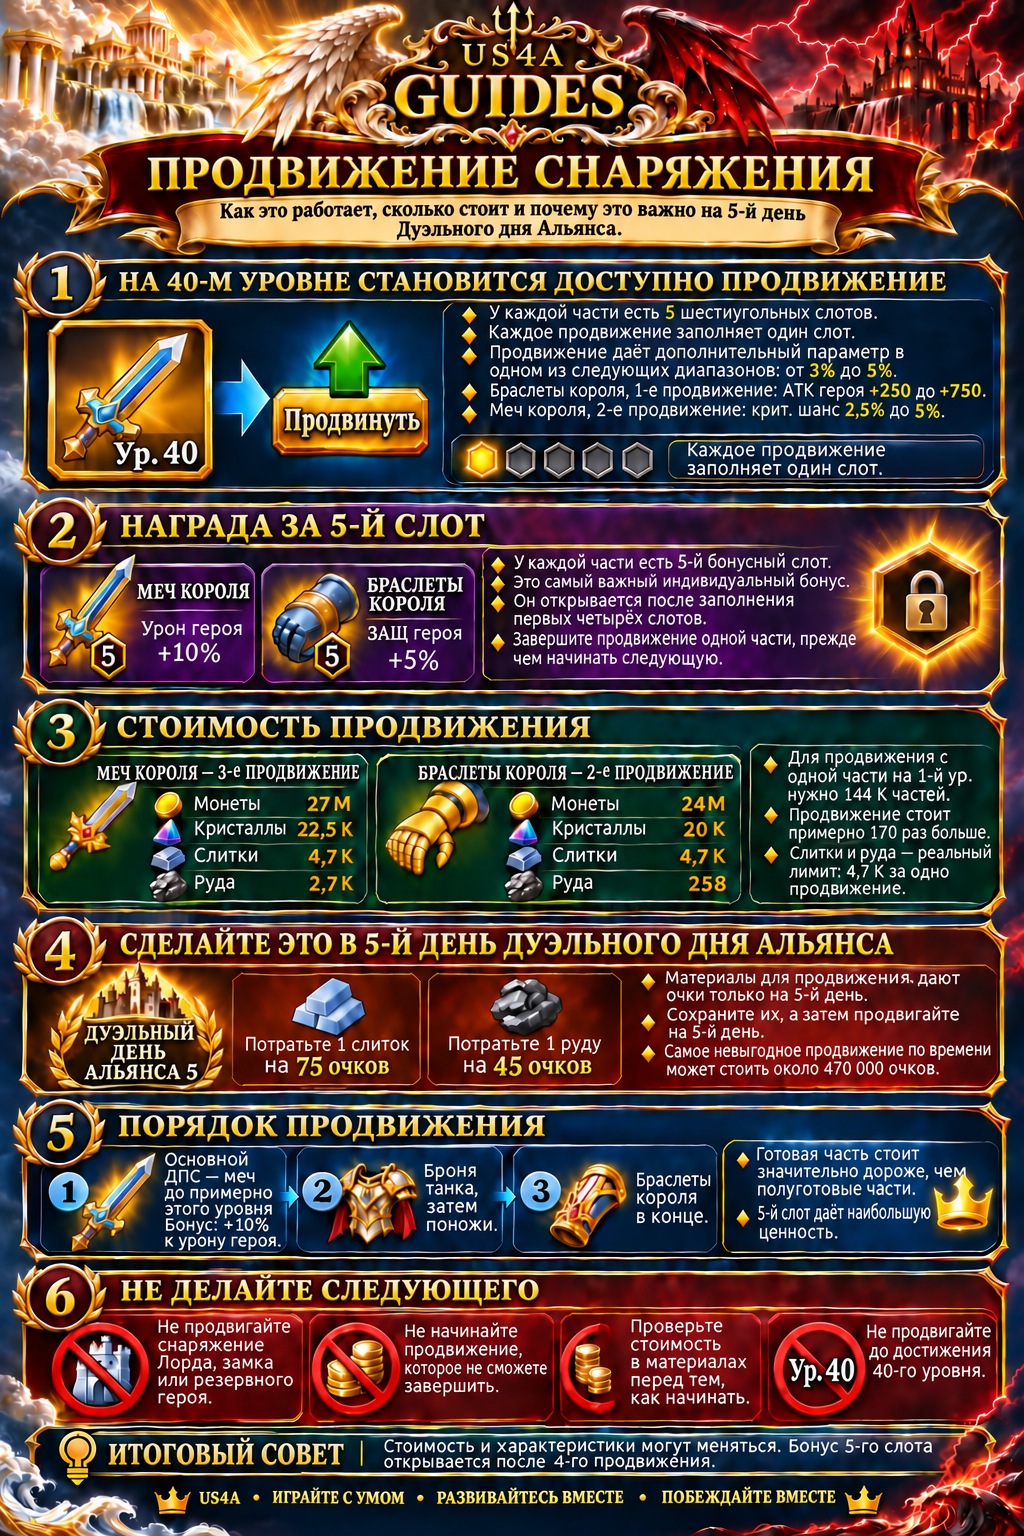 US4A
GUIDES
ПРОДВИЖЕНИЕ СНАРЯЖЕНИЯ
Как это работает, сколько стоит и почему это важно на 5-й день
Дуэльного дня Альянса.
1
НА 40-М УРОВНЕ СТАНОВИТСЯ ДОСТУПНО ПРОДВИЖЕНИЕ
Ур. 40
Продвинуть
У каждой части есть 5 шестиугольных слотов.
Каждое продвижение заполняет один слот.
Продвижение даёт дополнительный параметр в
одном из следующих диапазонов: от 3% до 5%.
Браслеты короля, 1-е продвижение: АТК героя +250 до +750.
Меч короля, 2-е продвижение: крит. шанс 2,5% до 5%.
Каждое продвижение
заполняет один слот.
2
НАГРАДА ЗА 5-Й СЛОТ
5
МЕЧ КОРОЛЯ
Урон героя
+10%
5
БРАСЛЕТЫ
КОРОЛЯ
ЗАЩ героя
+5%
У каждой части есть 5-й бонусный слот.
Это самый важный индивидуальный бонус.
Он открывается после заполнения
первых четырёх слотов.
Завершите продвижение одной части, прежде
чем начинать следующую.
3
СТОИМОСТЬ ПРОДВИЖЕНИЯ
МЕЧ КОРОЛЯ – 3-е ПРОДВИЖЕНИЕ
Монеты 27 M
Кристаллы 22,5 K
Слитки 4,7 K
Руда 2,7 K
БРАСЛЕТЫ КОРОЛЯ – 2-е ПРОДВИЖЕНИЕ
Монеты 24M
Кристаллы 20 K
Слитки 4,7 K
Руда 258
Для продвижения с
одной части на 1-й ур.
нужно 144 K частей.
Продвижение стоит
примерно 170 раз больше.
Слитки и руда — реальный
лимит: 4,7 K за одно
продвижение.
4
СДЕЛАЙТЕ ЭТО В 5-Й ДЕНЬ ДУЭЛЬНОГО ДНЯ АЛЬЯНСА
ДУЭЛЬНЫЙ
ДЕНЬ
АЛЬЯНСА 5
Потратьте 1 слиток
на 75 очков
Потратьте 1 руду
на 45 очков
Материалы для продвижения. дают
очки только на 5-й день.
Сохраните их, а затем продвигайте
на 5-й день.
Самое невыгодное продвижение по времени
может стоить около 470 000 очков.
5
ПОРЯДОК ПРОДВИЖЕНИЯ
1
Основной
ДПС — меч
до примерно
этого уровня
Бонус: +10%
к урону героя.
2
Броня
танка,
затем
поножи.
3
Браслеты
короля
в конце.
Готовая часть стоит
значительно дороже, чем
полуготовые части.
5-й слот даёт наибольшую
ценность.
6
НЕ ДЕЛАЙТЕ СЛЕДУЮЩЕГО
Не продвигайте
снаряжение
Лорда, замка
или резервного
героя.
Не начинайте
продвижение,
которое не сможете
завершить.
Проверьте
стоимость
в материалах
перед тем,
как начинать.
Ур. 40
Не продвигайте
до достижения
40-го уровня.
ИТОГОВЫЙ СОВЕТ
Стоимость и характеристики могут меняться. Бонус 5-го слота
открывается после 4-го продвижения.
US4A • ИГРАЙТЕ С УМОМ • РАЗВИВАЙТЕСЬ ВМЕСТЕ • ПОБЕЖДАЙТЕ ВМЕСТЕ